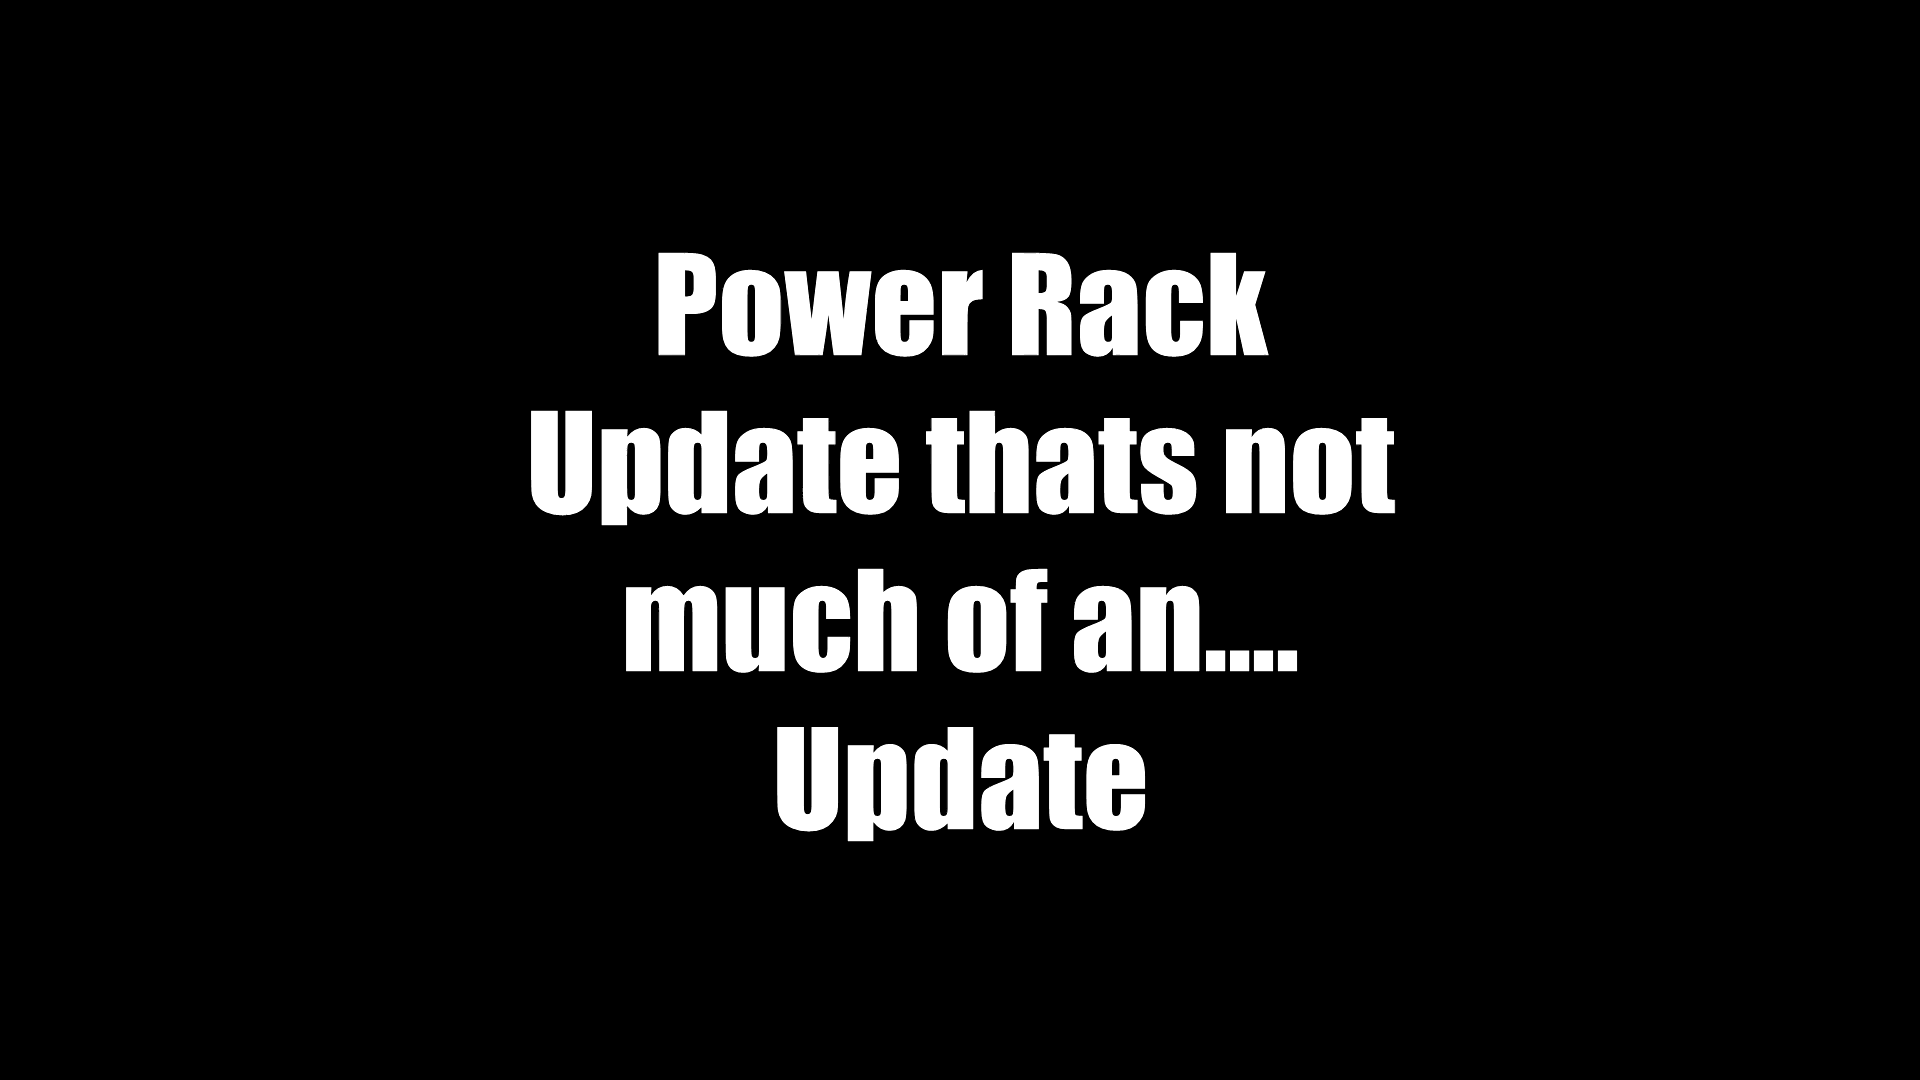 Power Rack
Update thats not
much of an....
Update